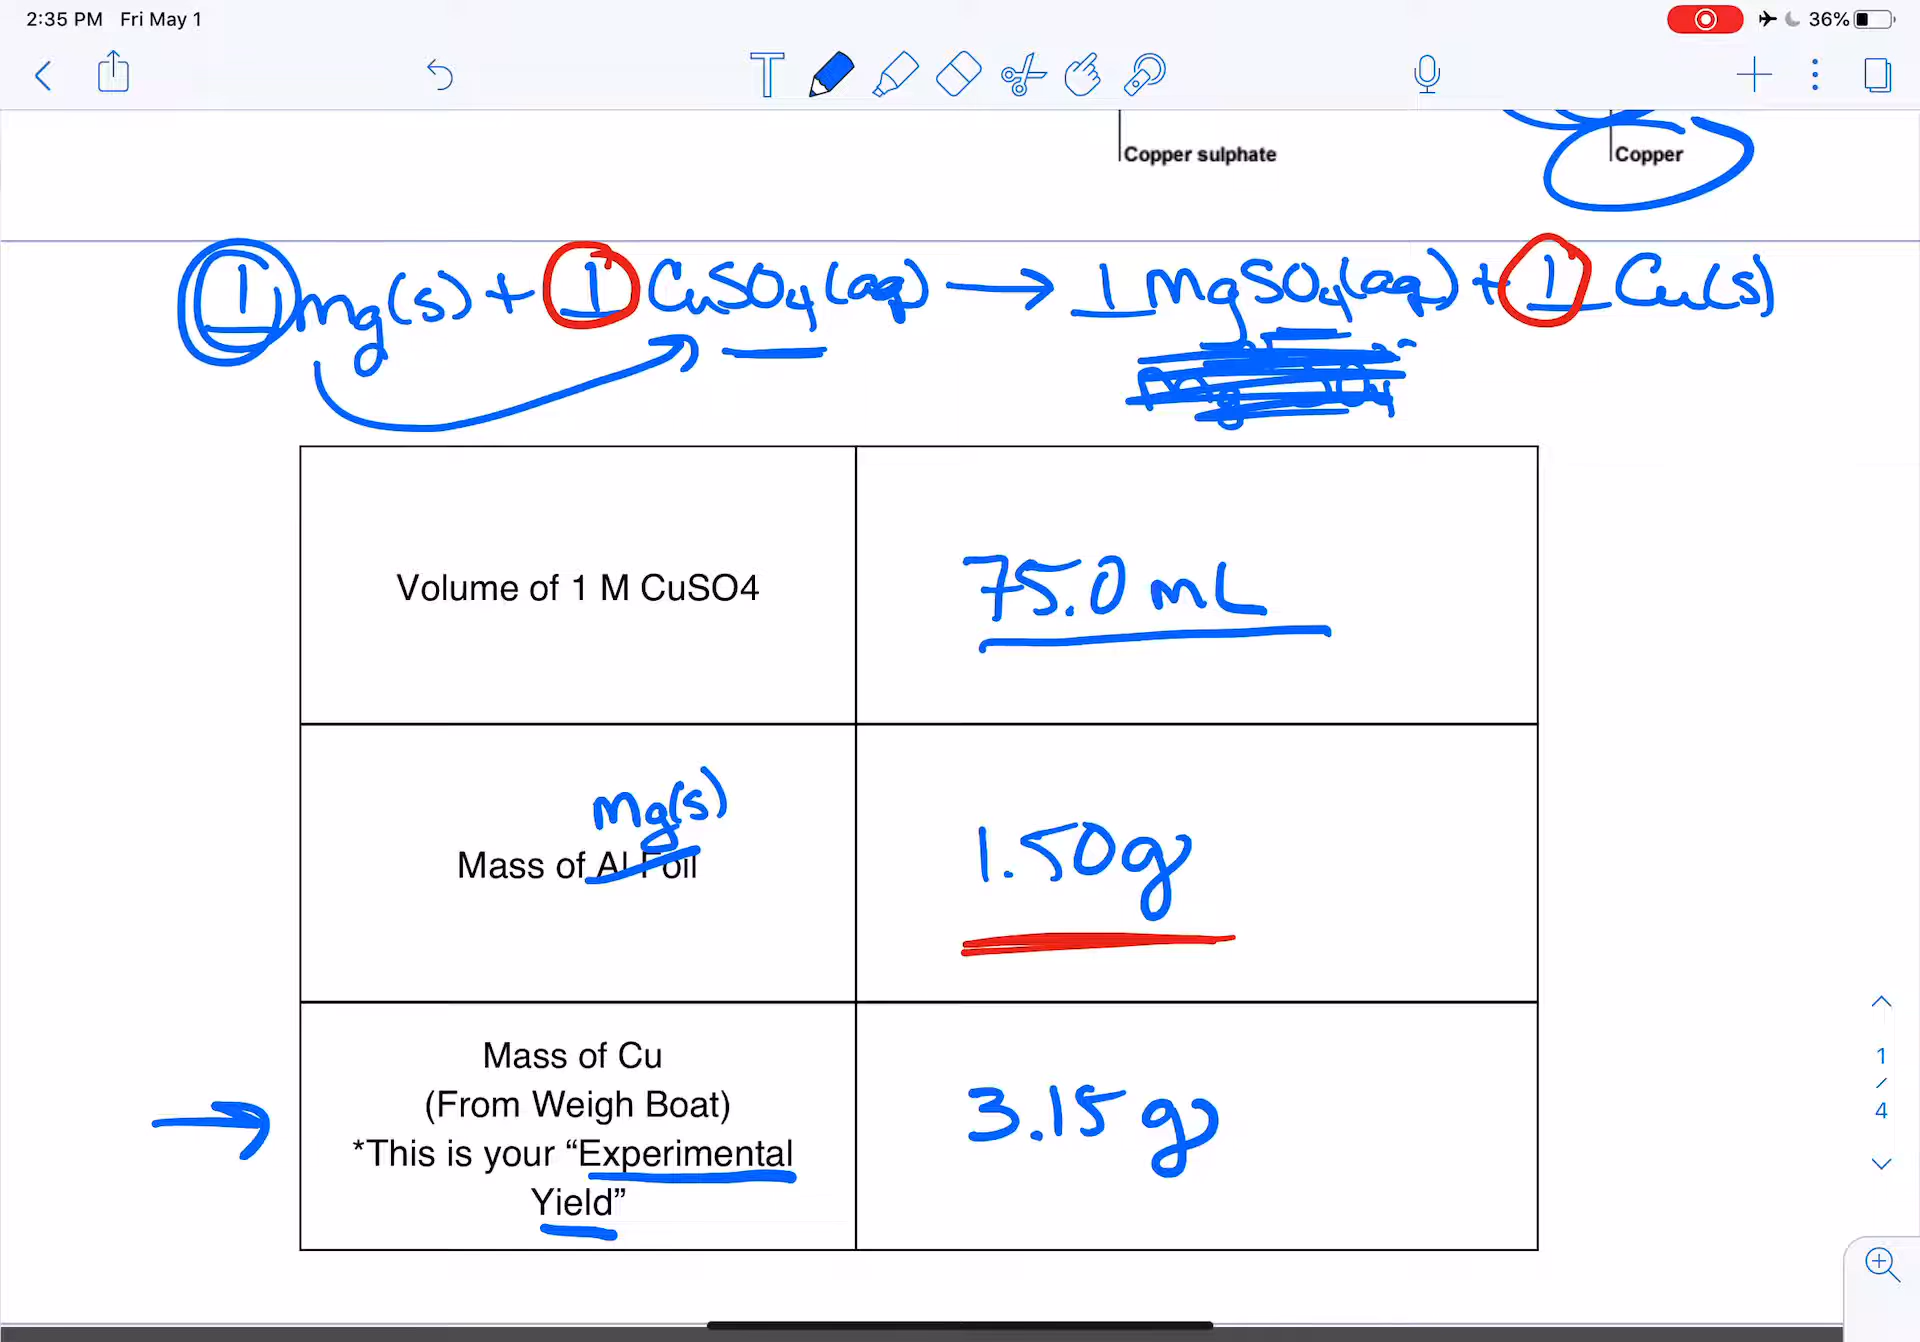 2:35 PM Fri May 1
36%
T
Copper sulphate
Copper
1 Mg(s) + 1 CuSO4(aq) → 1 MgSO4(aq) + 1 Cu(s)
Volume of 1 M CuSO4
75.0 mL
Mg(s)
Mass of Al Foil
1.50g
Mass of Cu
(From Weigh Boat)
*This is your “Experimental
Yield”
3.15 g
1
/
4